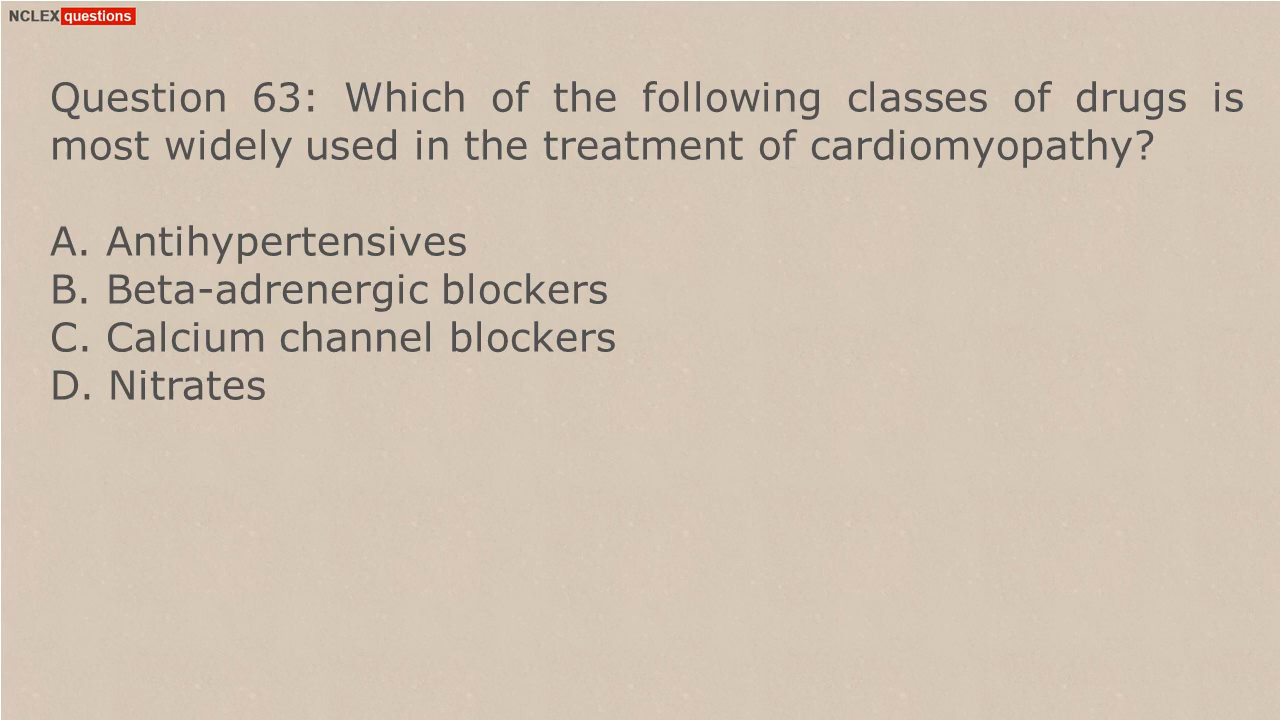 NCLEX questions
Question 63: Which of the following classes of drugs is
most widely used in the treatment of cardiomyopathy?
A. Antihypertensives
B. Beta-adrenergic blockers
C. Calcium channel blockers
D. Nitrates